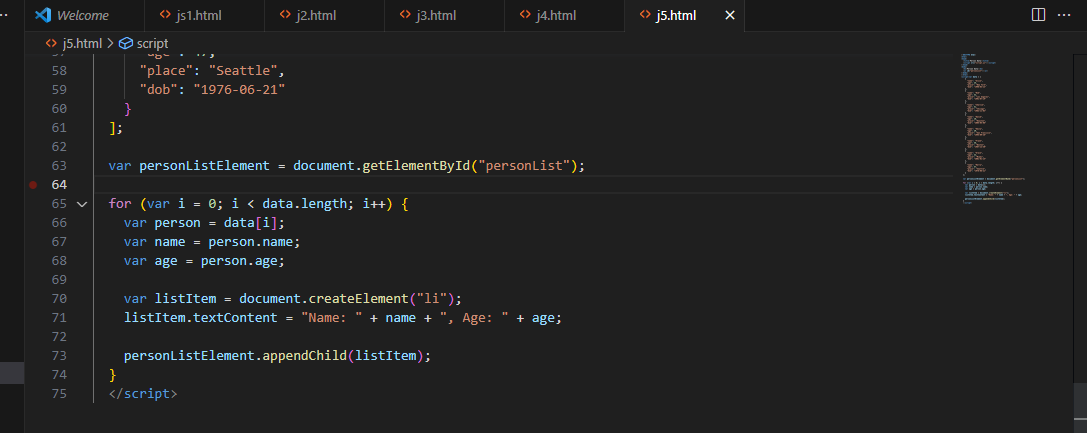 Welcome
js1.html
j2.html
j3.html
j4.html
j5.html
j5.html > script
58 "place": "Seattle",
59 "dob": "1976-06-21"
60 }
61 ];
62
63 var personListElement = document.getElementById("personList");
64
65 for (var i = 0; i < data.length; i++) {
66 var person = data[i];
67 var name = person.name;
68 var age = person.age;
69
70 var listItem = document.createElement("li");
71 listItem.textContent = "Name: " + name + ", Age: " + age;
72
73 personListElement.appendChild(listItem);
74 }
75 </script>